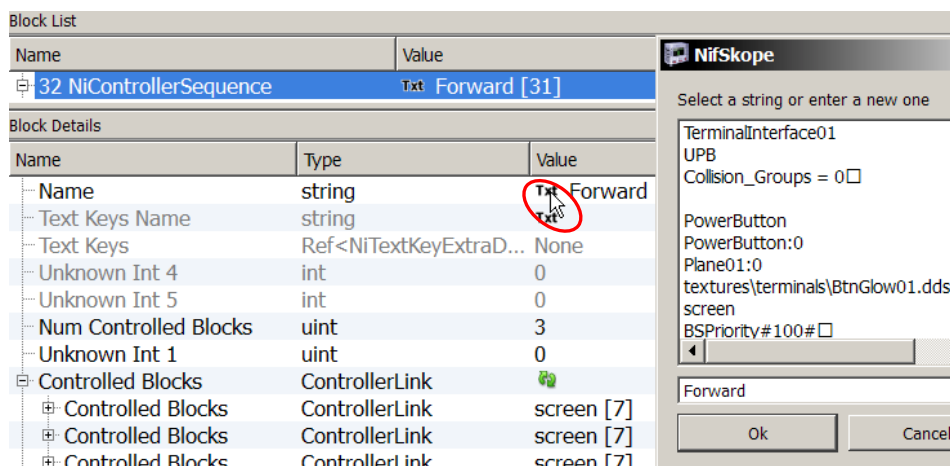 Block List
Name Value
32 NiControllerSequence Txt Forward [31]
Block Details
Name Type Value
Name string Txt Forward
Text Keys Name string Txt
Text Keys Ref<NiTextKeyExtraD... None
Unknown Int 4 int 0
Unknown Int 5 int 0
Num Controlled Blocks uint 3
Unknown Int 1 uint 0
Controlled Blocks ControllerLink
Controlled Blocks ControllerLink screen [7]
Controlled Blocks ControllerLink screen [7]
Controlled Blocks ControllerLink screen [7]
NifSkope
Select a string or enter a new one
TerminalInterface01
UPB
Collision_Groups = 0□
PowerButton
PowerButton:0
Plane01:0
textures\terminals\BtnGlow01.dds
screen
BSPriority#100#□
Forward
Ok Cancel